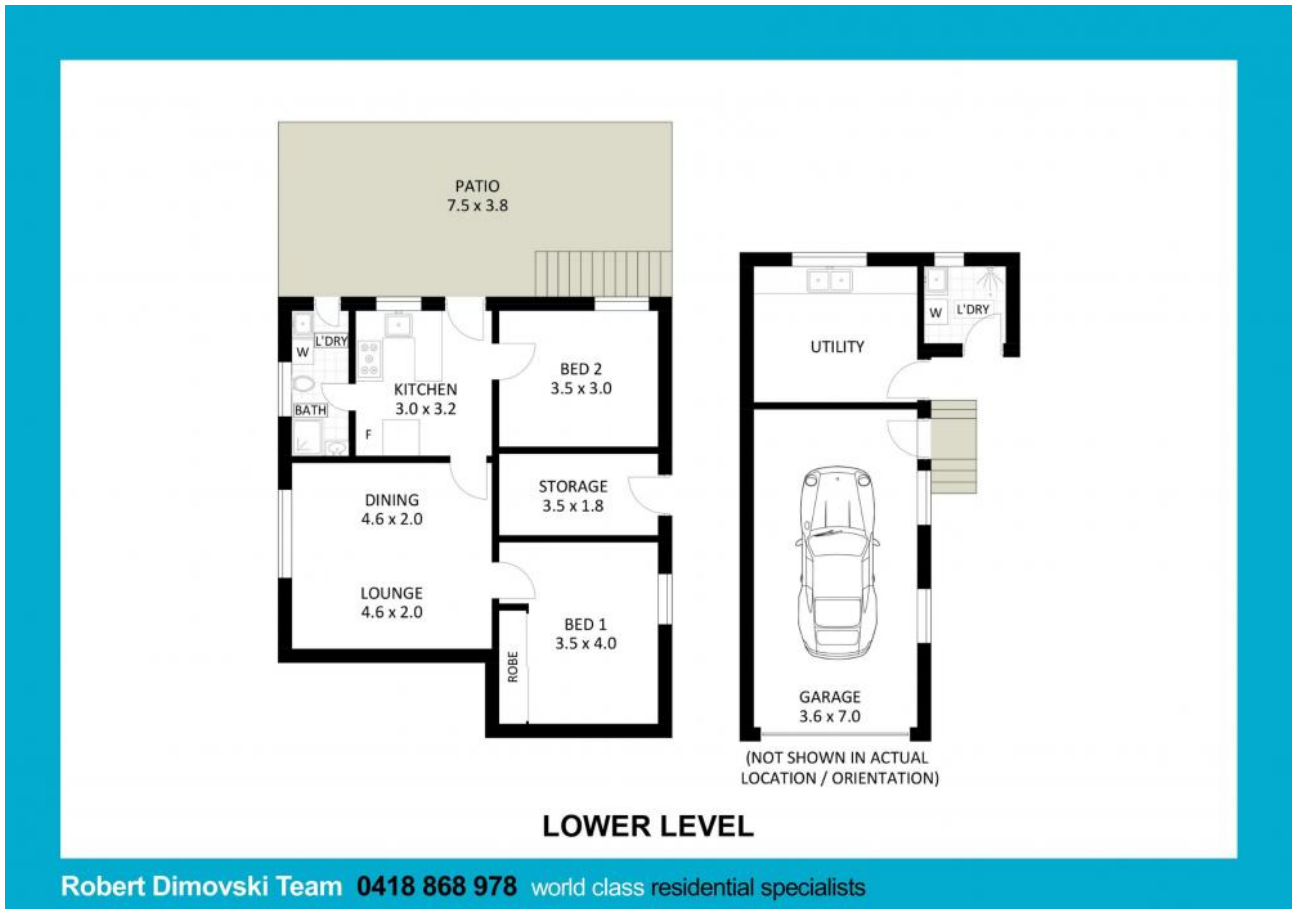 PATIO
7.5 x 3.8
L'DRY
W
KITCHEN
3.0 x 3.2
BATH
F
BED 2
3.5 x 3.0
DINING
4.6 x 2.0
STORAGE
3.5 x 1.8
LOUNGE
4.6 x 2.0
BED 1
3.5 x 4.0
ROBE
UTILITY
W
L'DRY
GARAGE
3.6 x 7.0
(NOT SHOWN IN ACTUAL
LOCATION / ORIENTATION)
LOWER LEVEL
Robert Dimovski Team 0418 868 978 world class residential specialists